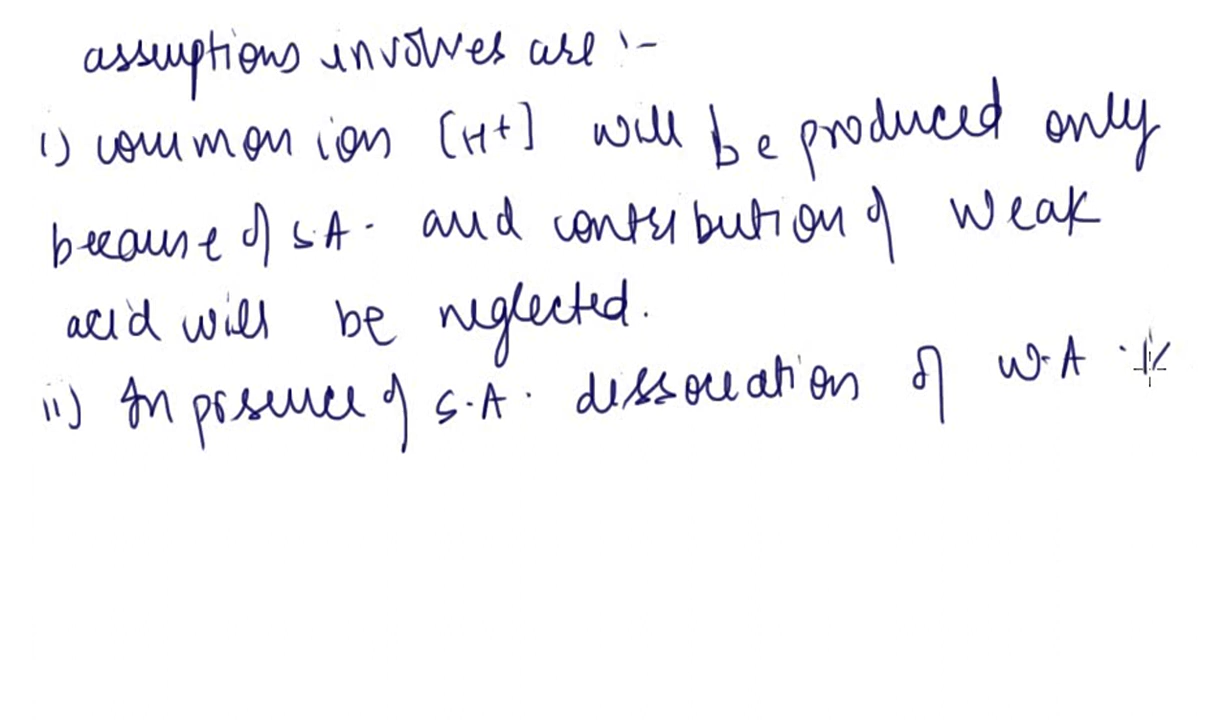 assumptions involves are :-
i) common ion [H+] will be produced only
because of S.A. and contribution of weak
acid will be neglected.
ii) In presence of S.A. dissociation of W.A.